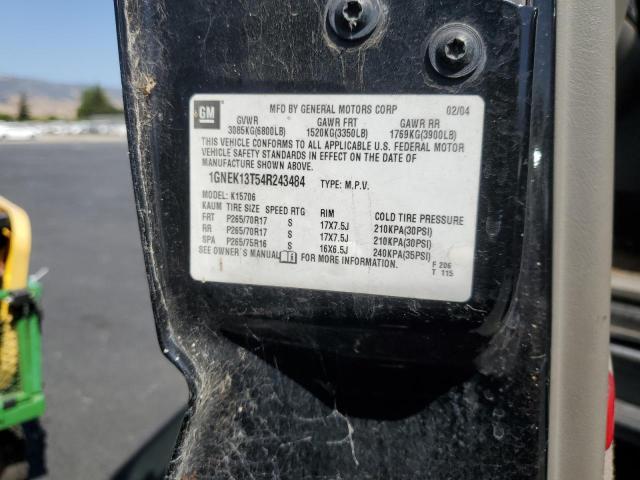 GM
MFD BY GENERAL MOTORS CORP 02/04
GVWR GAWR FRT GAWR RR
3085KG(6800LB) 1520KG(3350LB) 1769KG(3900LB)
THIS VEHICLE CONFORMS TO ALL APPLICABLE U.S. FEDERAL MOTOR
VEHICLE SAFETY STANDARDS IN EFFECT ON THE DATE OF
MANUFACTURE SHOWN ABOVE.
1GNEK13T54R243484 TYPE: M.P.V.
MODEL: K15706
KAUM TIRE SIZE SPEED RTG RIM COLD TIRE PRESSURE
FRT P265/70R17 S 17X7.5J 210KPA(30PSI)
RR P265/70R17 S 17X7.5J 210KPA(30PSI)
SPA P265/75R16 S 16X6.5J 240KPA(35PSI)
SEE OWNER'S MANUAL FOR MORE INFORMATION.
F 206
T 115